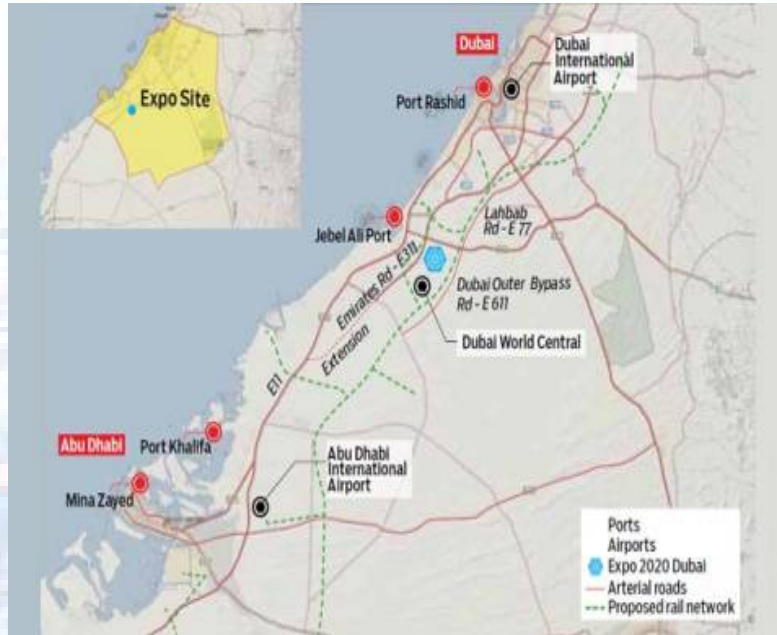 Expo Site
Dubai
Dubai
International
Airport
Port Rashid
Jebel Ali Port
Lahbab
Rd - E 77
Emirates Rd - E311
Extension
Dubai Outer Bypass
Rd - E 611
Dubai World Central
E11
Abu Dhabi
Port Khalifa
Mina Zayed
Abu Dhabi
International
Airport
Ports
Airports
Expo 2020 Dubai
Arterial roads
Proposed rail network